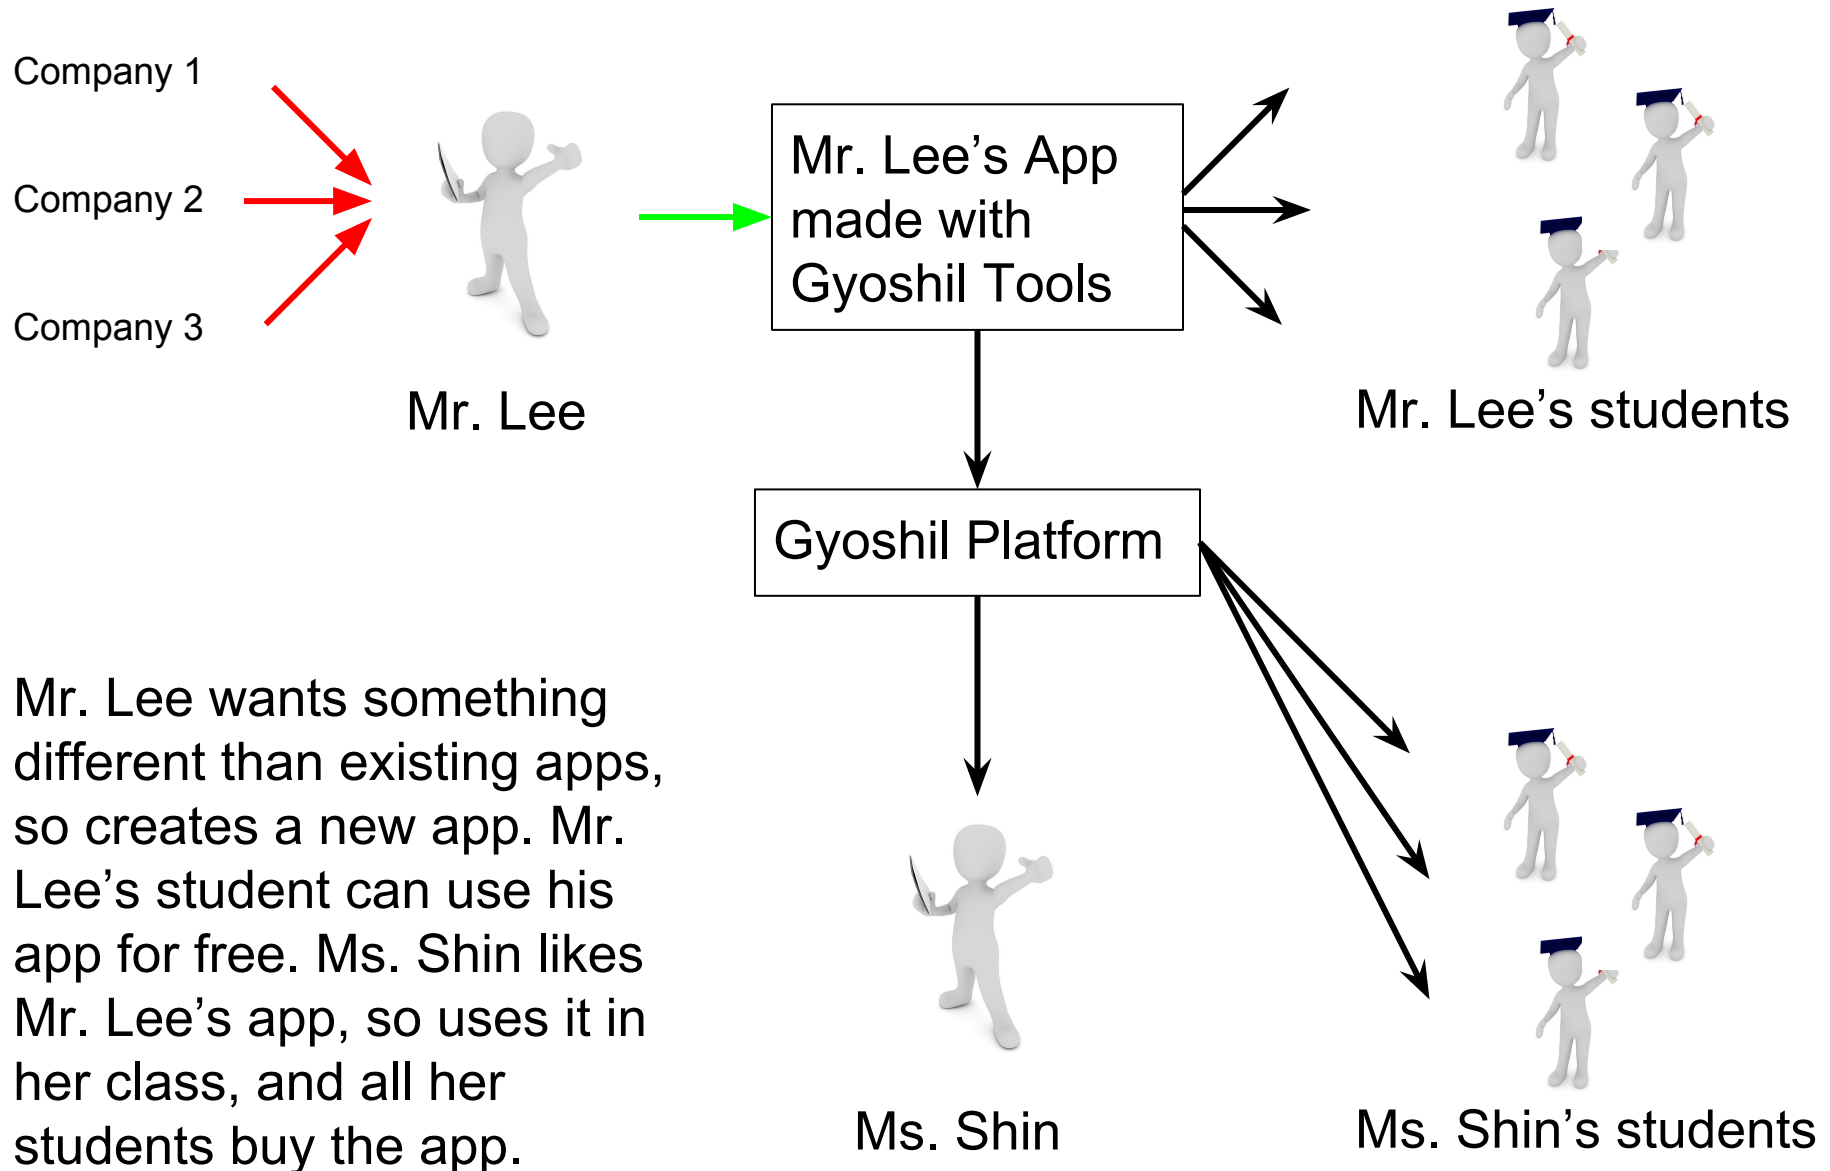 Company 1
Company 2
Company 3
Mr. Lee
Mr. Lee’s App
made with
Gyoshil Tools
Mr. Lee’s students
Gyoshil Platform
Mr. Lee wants something
different than existing apps,
so creates a new app. Mr.
Lee’s student can use his
app for free. Ms. Shin likes
Mr. Lee’s app, so uses it in
her class, and all her
students buy the app.
Ms. Shin
Ms. Shin’s students